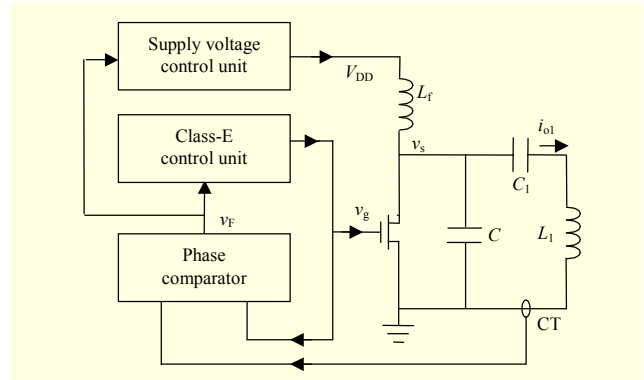 Supply voltage
control unit
V_DD
L_f
Class-E
control unit
i_o1
v_s
C_1
v_g
v_F
C
L_1
Phase
comparator
CT